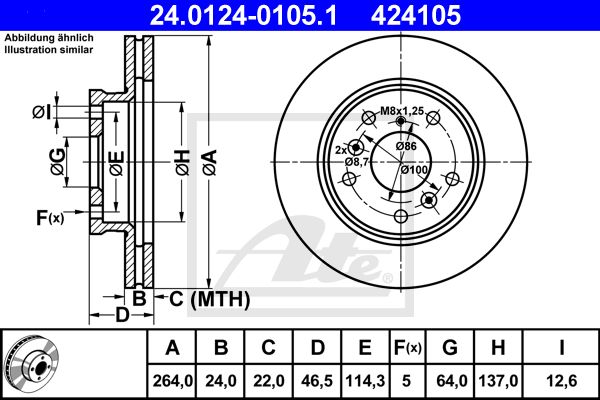 24.0124-0105.1 424105
Abbildung ähnlich
Illustration similar
ØI
ØG
ØE
ØH
ØA
F(x)
B
C (MTH)
D
M8x1,25
2x
Ø8,7
Ø86
Ø100
Ate
A B C D E F(x) G H I
264,0 24,0 22,0 46,5 114,3 5 64,0 137,0 12,6